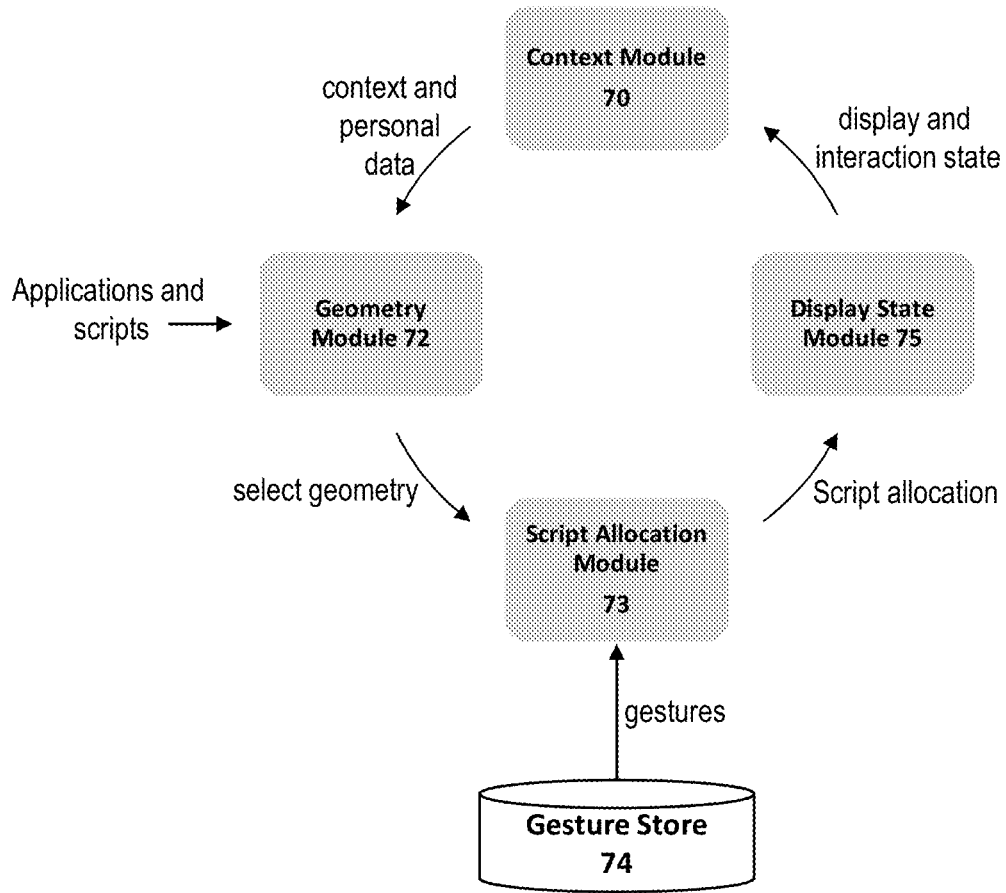 Context Module
70
context and
personal
data
display and
interaction state
Applications and
scripts
Geometry
Module 72
Display State
Module 75
select geometry
Script allocation
Script Allocation
Module
73
gestures
Gesture Store
74